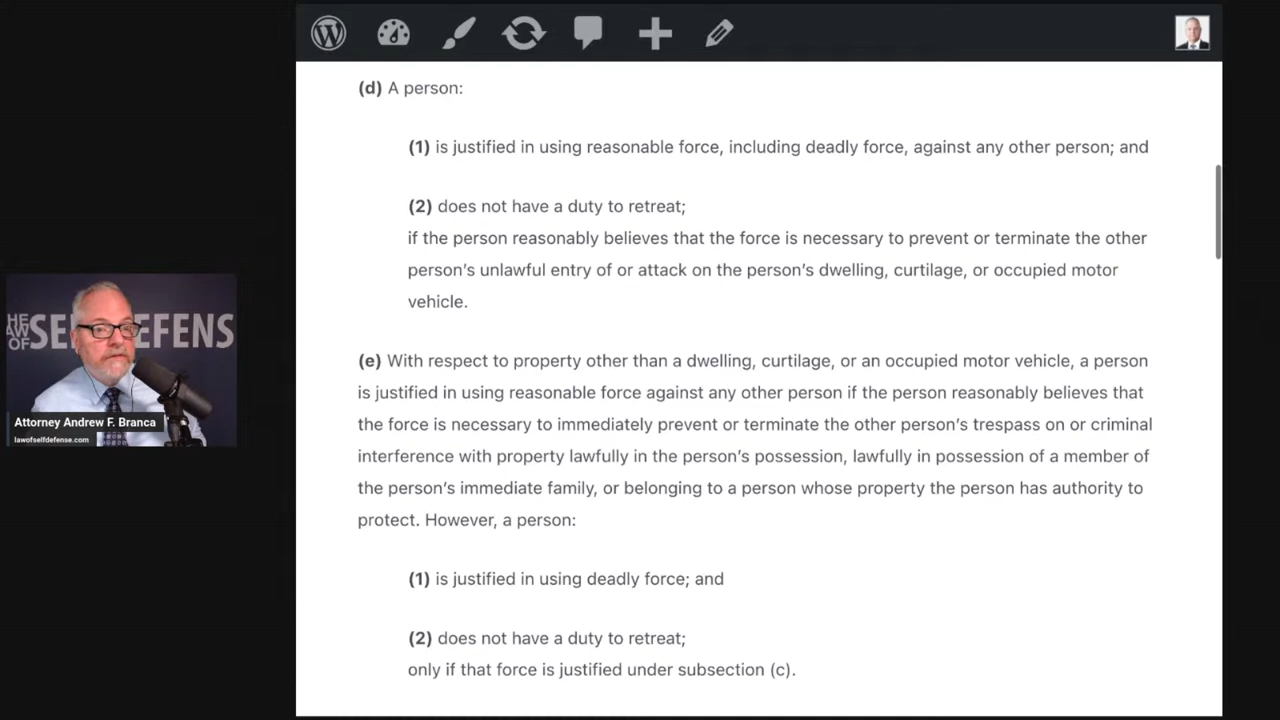 (d) A person:
(1) is justified in using reasonable force, including deadly force, against any other person; and
(2) does not have a duty to retreat;
if the person reasonably believes that the force is necessary to prevent or terminate the other
person's unlawful entry of or attack on the person's dwelling, curtilage, or occupied motor
vehicle.
(e) With respect to property other than a dwelling, curtilage, or an occupied motor vehicle, a person
is justified in using reasonable force against any other person if the person reasonably believes that
the force is necessary to immediately prevent or terminate the other person's trespass on or criminal
interference with property lawfully in the person's possession, lawfully in possession of a member of
the person's immediate family, or belonging to a person whose property the person has authority to
protect. However, a person:
(1) is justified in using deadly force; and
(2) does not have a duty to retreat;
only if that force is justified under subsection (c).
HE
AW
OF
SE EFENS
Attorney Andrew F. Branca
lawofselfdefense.com